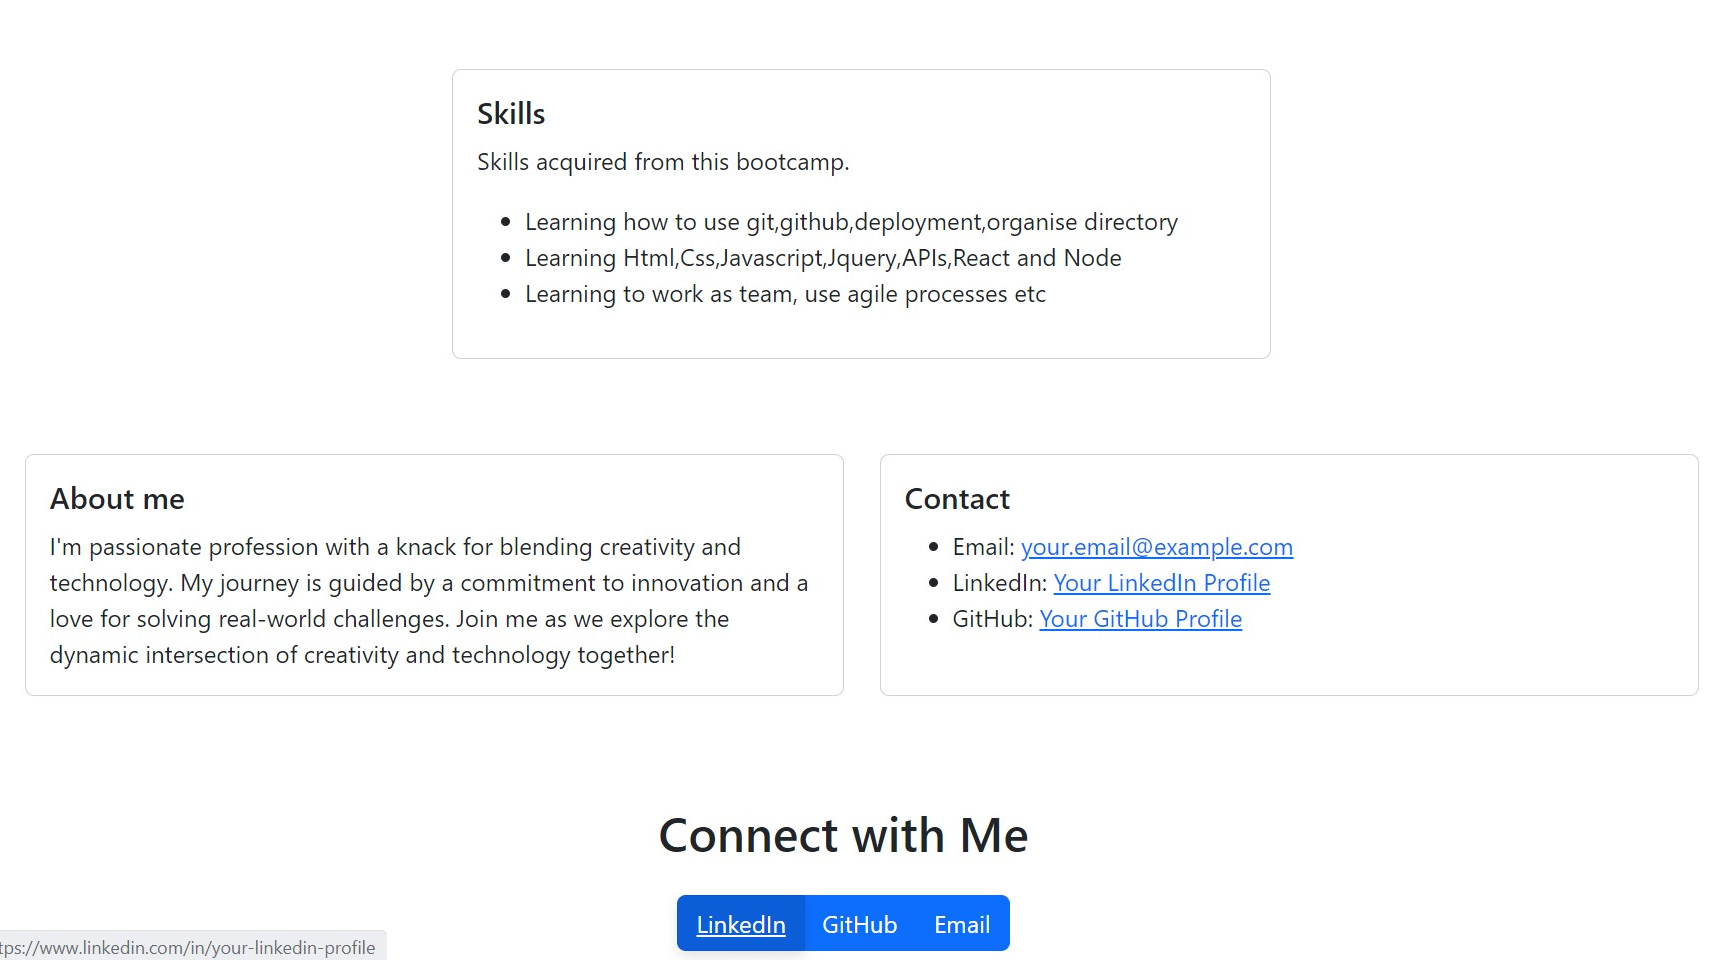 Skills
Skills acquired from this bootcamp.
Learning how to use git,github,deployment,organise directory
Learning Html,Css,Javascript,Jquery,APIs,React and Node
Learning to work as team, use agile processes etc
About me
I'm passionate profession with a knack for blending creativity and
technology. My journey is guided by a commitment to innovation and a
love for solving real-world challenges. Join me as we explore the
dynamic intersection of creativity and technology together!
Contact
Email: your.email@example.com
LinkedIn: Your LinkedIn Profile
GitHub: Your GitHub Profile
Connect with Me
LinkedIn GitHub Email
tps://www.linkedin.com/in/your-linkedin-profile